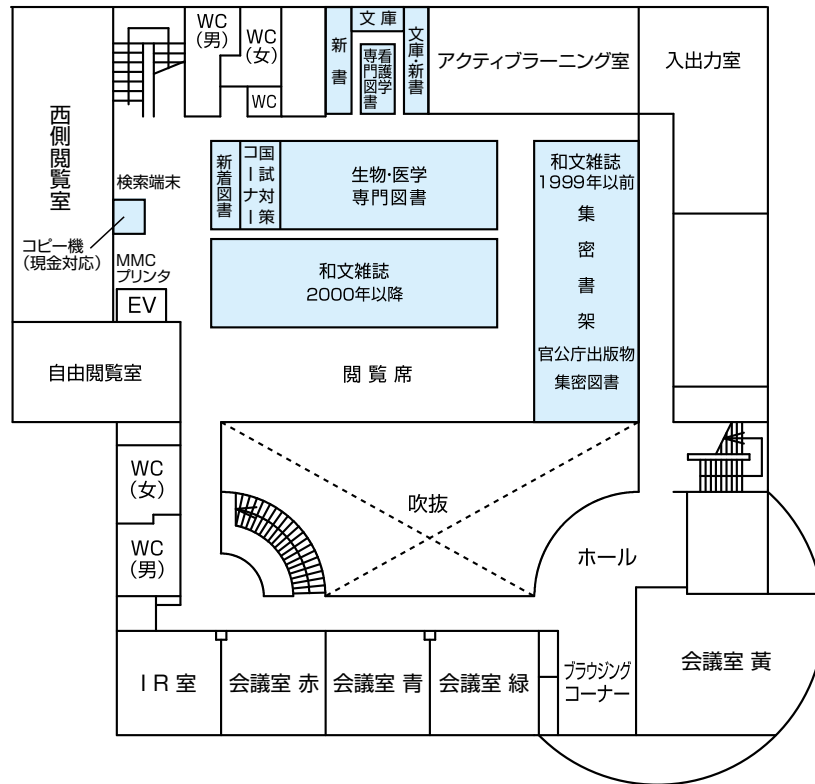 WC
(男)
WC
(女)
WC
新書
文庫
看護学
専門図書
文庫・新書
アクティブラーニング室
入出力室
西側閲覧室
検索端末
コピー機
(現金対応)
MMC
プリンタ
EV
新着図書
国試対策
コーナー
生物・医学
専門図書
和文雑誌
2000年以降
和文雑誌
1999年以前
集密書架
官公庁出版物
集密図書
自由閲覧室
閲覧席
WC
(女)
WC
(男)
吹抜
ホール
IR室
会議室 赤
会議室 青
会議室 緑
ブラウジング
コーナー
会議室 黃